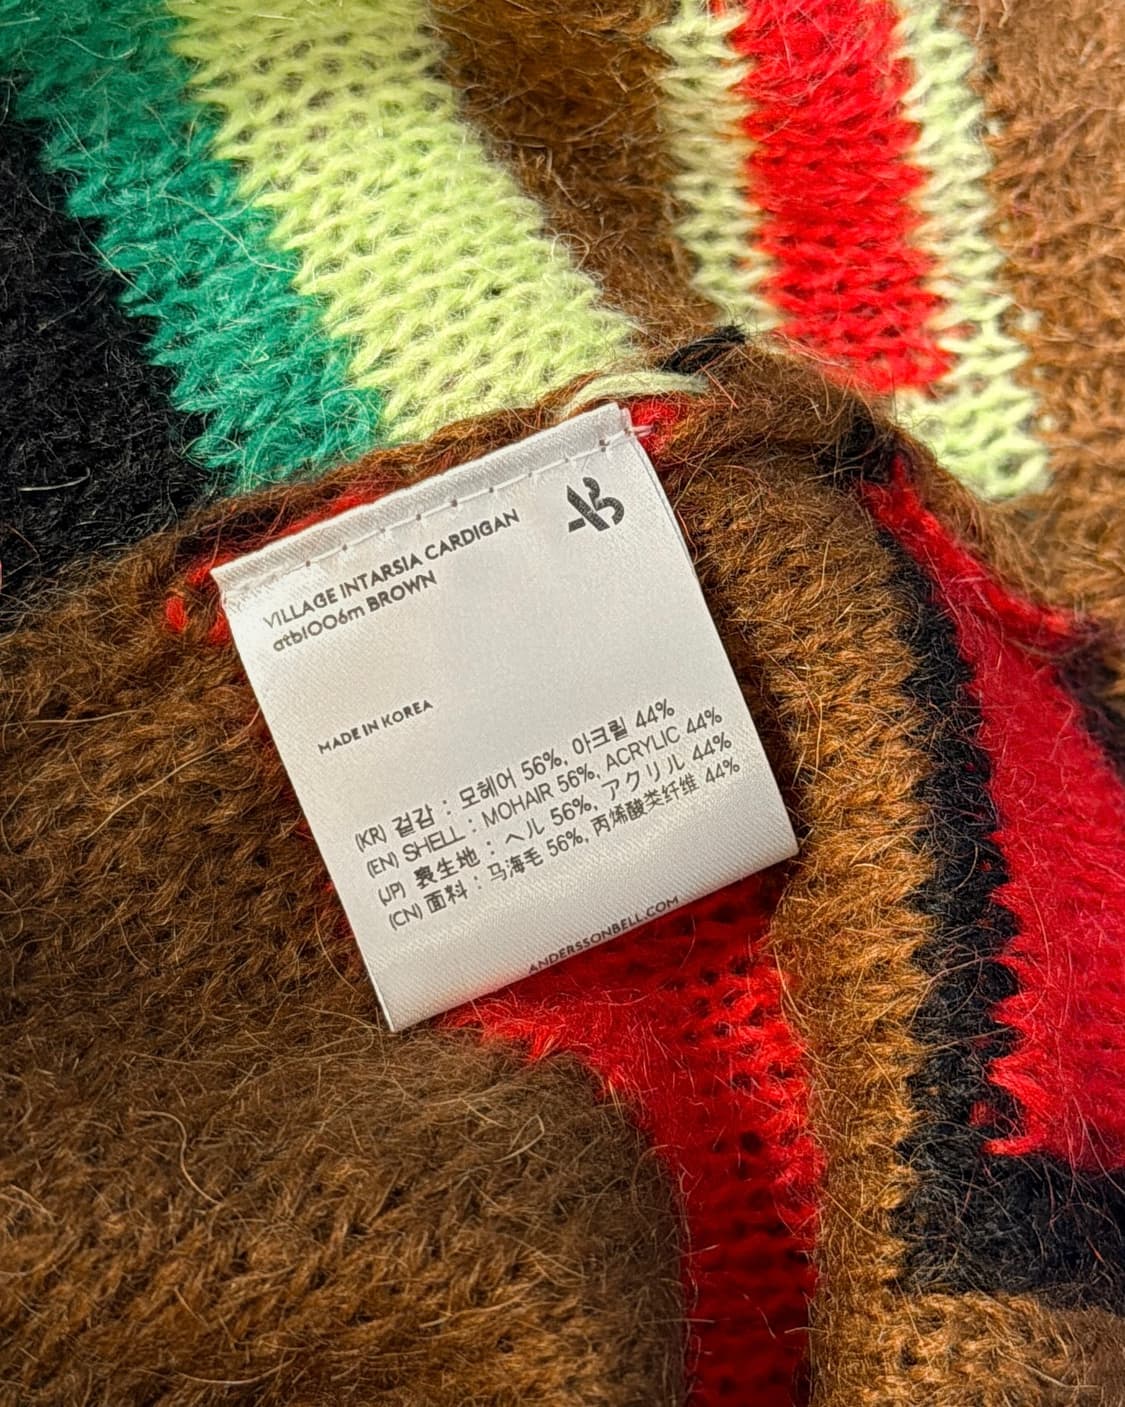 VILLAGE INTARSIA CARDIGAN
atb1006m BROWN
AB
MADE IN KOREA
(KR) 겉감 : 모헤어 56%, 아크릴 44%
(EN) SHELL : MOHAIR 56%, ACRYLIC 44%
(JP) 表生地 : ヘル 56%, アクリル 44%
(CN) 面料 : 马海毛 56%, 丙烯酸类纤维 44%
ANDERSSONBELL.COM